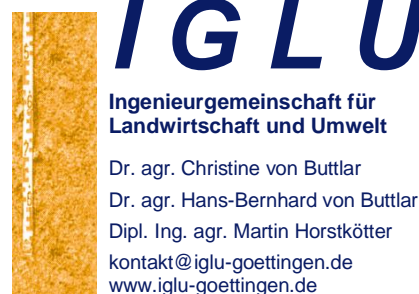 IGLU
Ingenieurgemeinschaft für
Landwirtschaft und Umwelt
Dr. agr. Christine von Buttlar
Dr. agr. Hans-Bernhard von Buttlar
Dipl. Ing. agr. Martin Horstkötter
kontakt@iglu-goettingen.de
www.iglu-goettingen.de